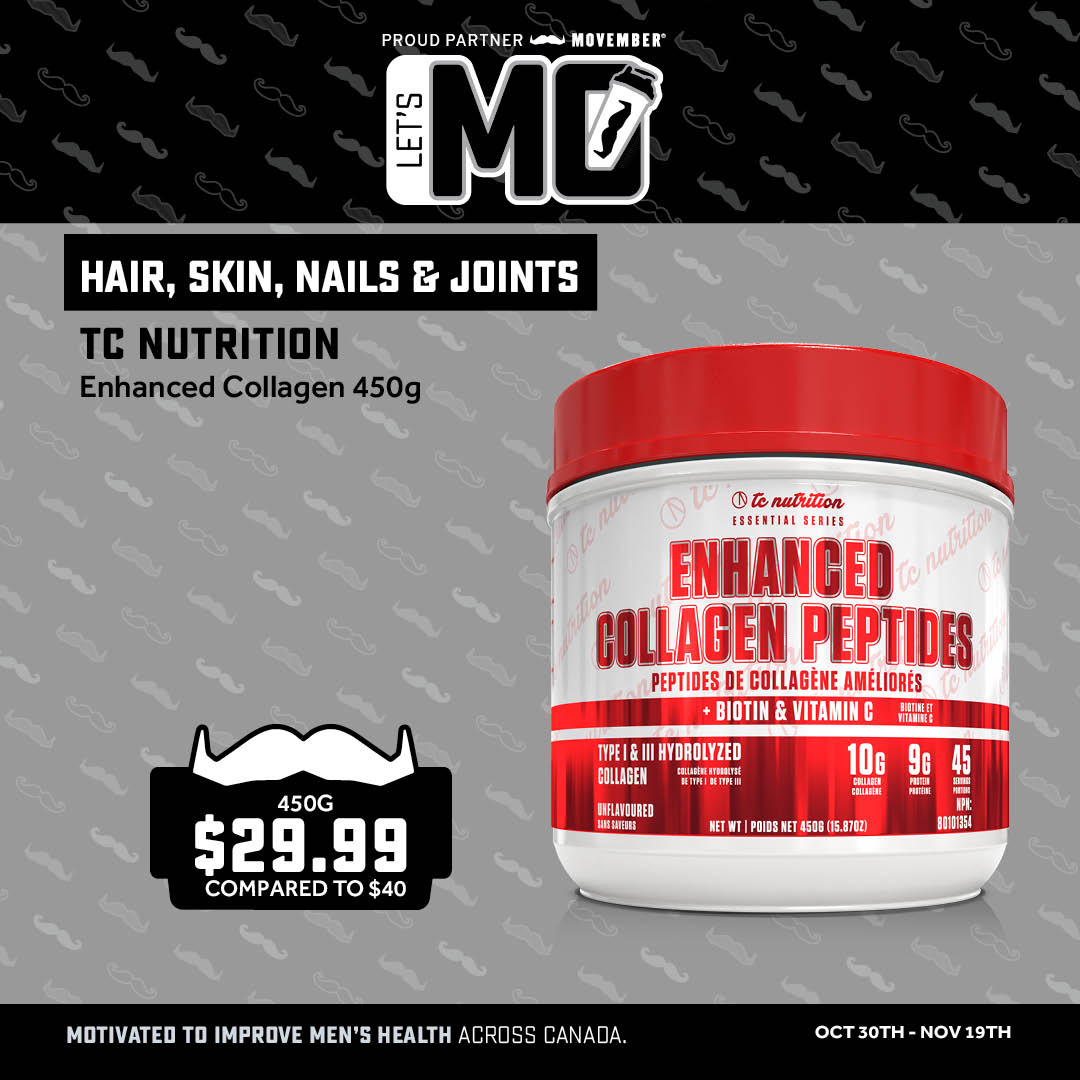 PROUD PARTNER MOVEMBER®
LET'S
MO
HAIR, SKIN, NAILS & JOINTS
TC NUTRITION
Enhanced Collagen 450g
tc nutrition
ESSENTIAL SERIES
ENHANCED
COLLAGEN PEPTIDES
PEPTIDES DE COLLAGÈNE AMÉLIORÉS
+ BIOTIN & VITAMIN C
BIOTINE ET
VITAMINE C
TYPE I & III HYDROLYZED
COLLAGEN
COLLAGÈNE HYDROLYSÉ
DE TYPE I DE TYPE III
UNFLAVOURED
SANS SAVEURS
10G
COLLAGEN
COLLAGÈNE
9G
PROTEIN
PROTÉINE
45
SERVINGS
PORTIONS
NPN:
80101354
NET WT | POIDS NET 450G (15.87OZ)
450G
$29.99
COMPARED TO $40
MOTIVATED TO IMPROVE MEN'S HEALTH ACROSS CANADA.
OCT 30TH - NOV 19TH